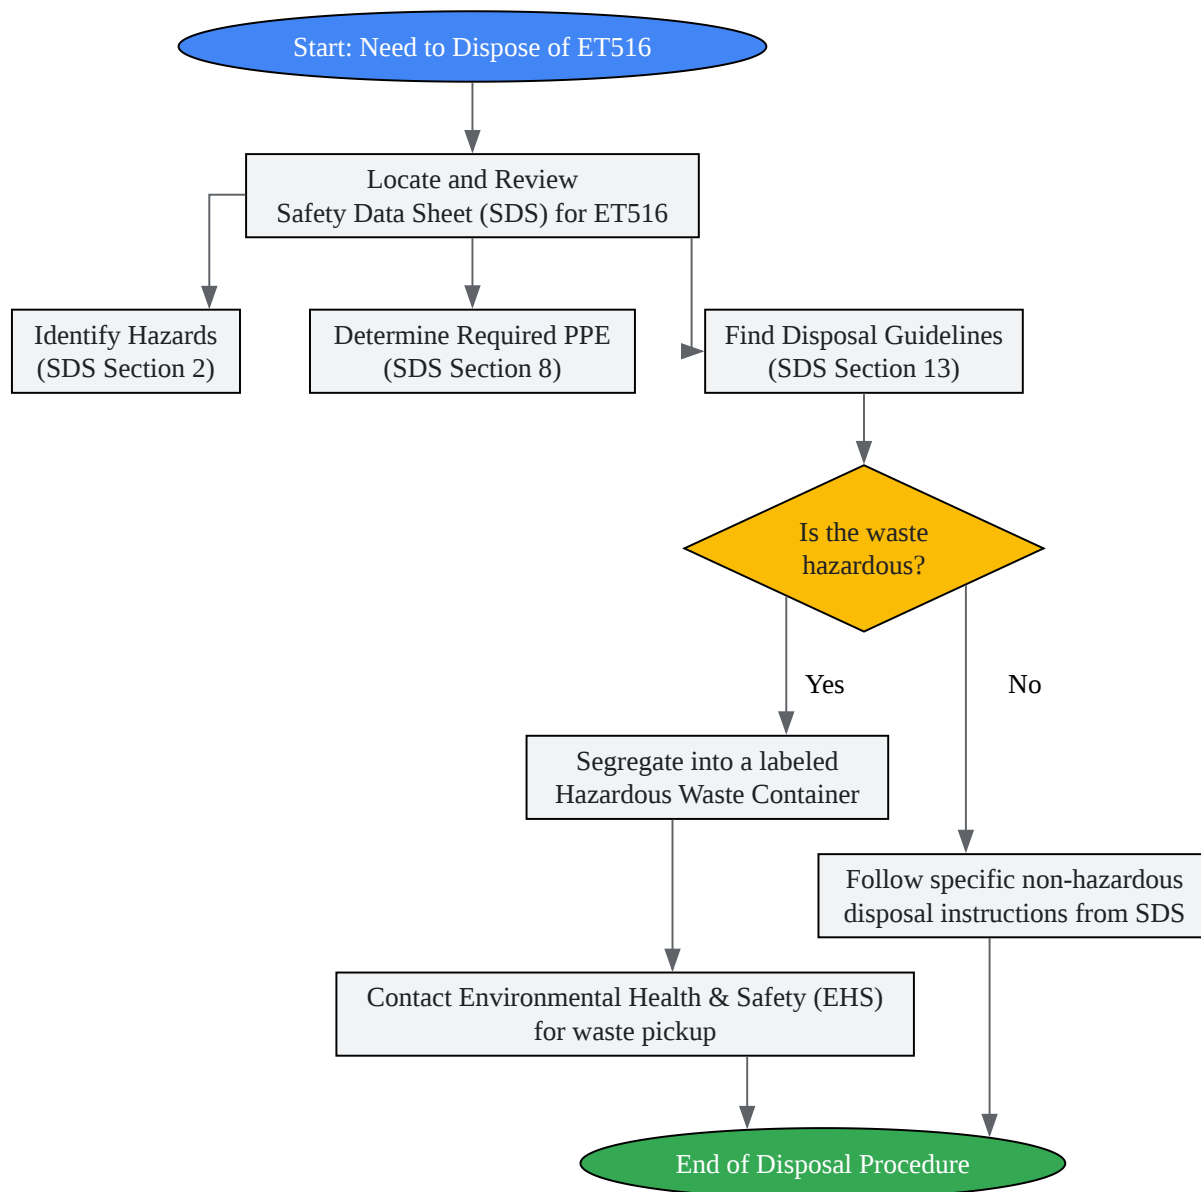 Start: Need to Dispose of ET516
Locate and Review
Safety Data Sheet (SDS) for ET516
Identify Hazards
(SDS Section 2)
Determine Required PPE
(SDS Section 8)
Find Disposal Guidelines
(SDS Section 13)
Is the waste
hazardous?
Yes
No
Segregate into a labeled
Hazardous Waste Container
Follow specific non-hazardous
disposal instructions from SDS
Contact Environmental Health & Safety (EHS)
for waste pickup
End of Disposal Procedure